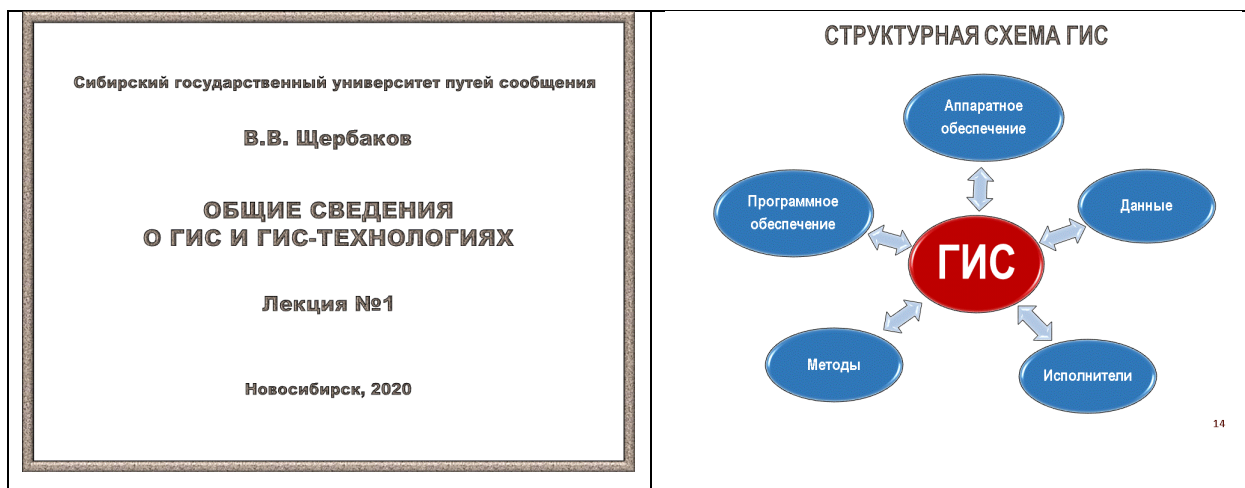 Сибирский государственный университет путей сообщения
В.В. Щербаков
ОБЩИЕ СВЕДЕНИЯ
О ГИС И ГИС-ТЕХНОЛОГИЯХ
Лекция №1
Новосибирск, 2020
СТРУКТУРНАЯ СХЕМА ГИС
Аппаратное
обеспечение
Программное
обеспечение
Данные
ГИС
Методы
Исполнители
14